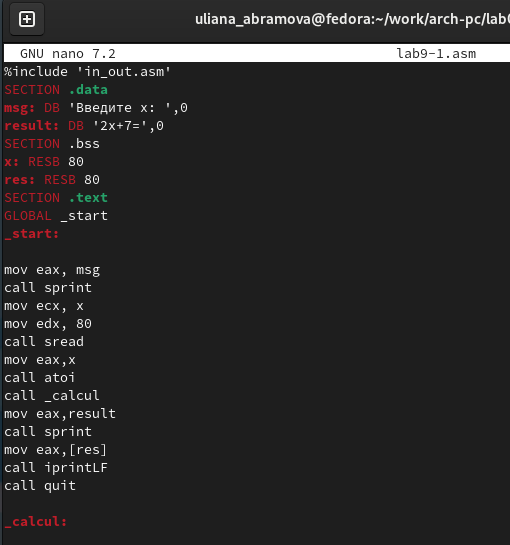 uliana_abramova@fedora:~/work/arch-pc/lab
GNU nano 7.2 lab9-1.asm
%include 'in_out.asm'
SECTION .data
msg: DB 'Введите x: ',0
result: DB '2x+7=',0
SECTION .bss
x: RESB 80
res: RESB 80
SECTION .text
GLOBAL _start
_start:
mov eax, msg
call sprint
mov ecx, x
mov edx, 80
call sread
mov eax,x
call atoi
call _calcul
mov eax,result
call sprint
mov eax,[res]
call iprintLF
call quit
_calcul: